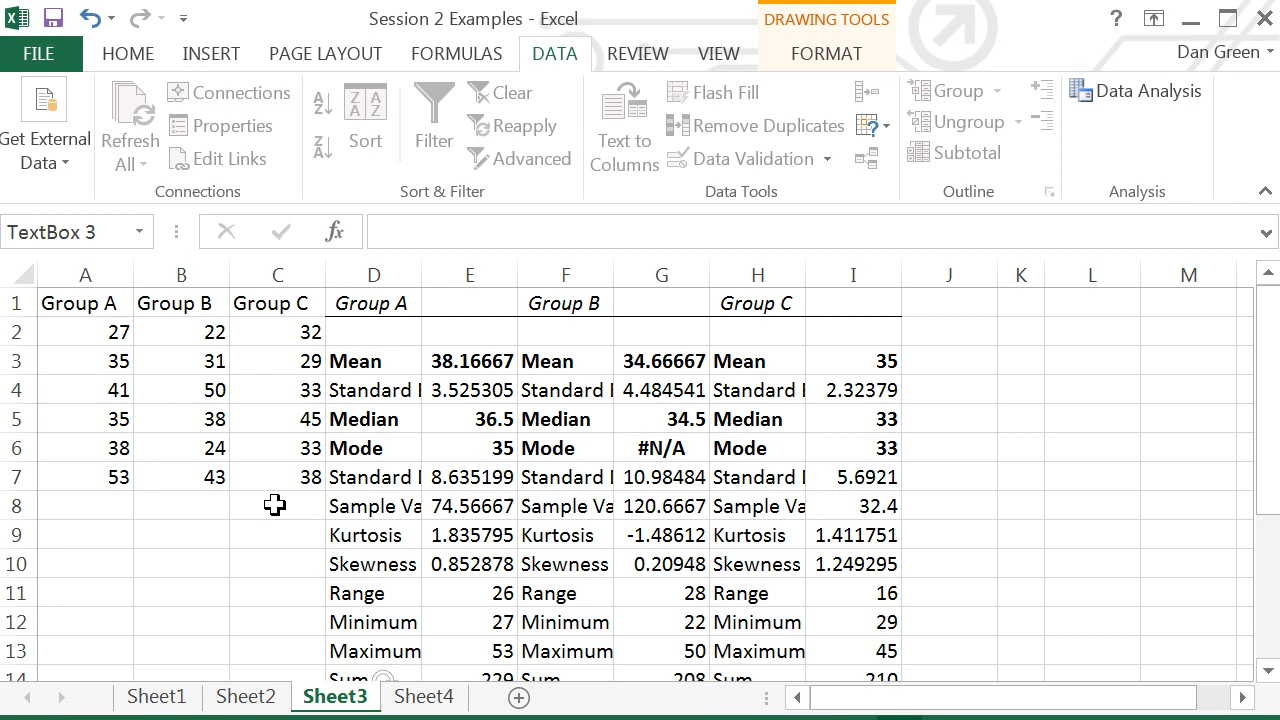 Session 2 Examples - Excel
DRAWING TOOLS
?
FILE HOME INSERT PAGE LAYOUT FORMULAS DATA REVIEW VIEW FORMAT Dan Green
Get External Data
Refresh All
Connections
Properties
Edit Links
Connections
A Z
Z A
Z A A Z
Sort
Filter
Clear
Reapply
Advanced
Sort & Filter
Text to Columns
Flash Fill
Remove Duplicates
Data Validation
Data Tools
Group
Ungroup
Subtotal
Outline
Data Analysis
Analysis
TextBox 3 fx
A B C D E F G H I J K L M
1 Group A Group B Group C Group A Group B Group C
2 27 22 32
3 35 31 29 Mean 38.16667 Mean 34.66667 Mean 35
4 41 50 33 Standard 3.525305 Standard 4.484541 Standard 2.32379
5 35 38 45 Median 36.5 Median 34.5 Median 33
6 38 24 33 Mode 35 Mode #N/A Mode 33
7 53 43 38 Standard 8.635199 Standard 10.98484 Standard 5.6921
8 Sample Va 74.56667 Sample Va 120.6667 Sample Va 32.4
9 Kurtosis 1.835795 Kurtosis -1.48612 Kurtosis 1.411751
10 Skewness 0.852878 Skewness 0.20948 Skewness 1.249295
11 Range 26 Range 28 Range 16
12 Minimum 27 Minimum 22 Minimum 29
13 Maximum 53 Maximum 50 Maximum 45
14 Sum 229 Sum 208 Sum 210
Sheet1 Sheet2 Sheet3 Sheet4